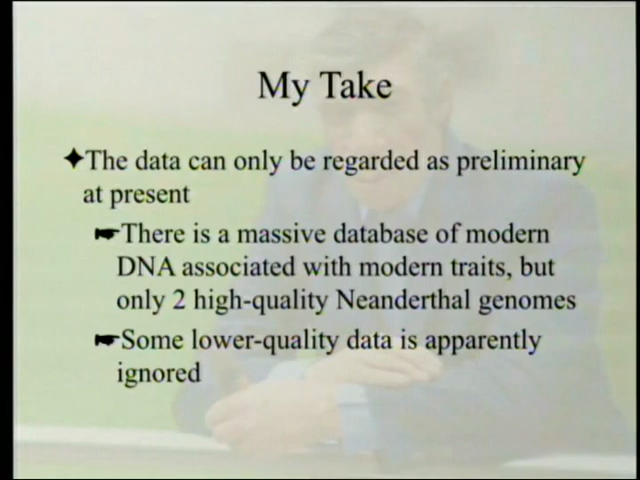 My Take
The data can only be regarded as preliminary
at present
There is a massive database of modern
DNA associated with modern traits, but
only 2 high-quality Neanderthal genomes
Some lower-quality data is apparently
ignored